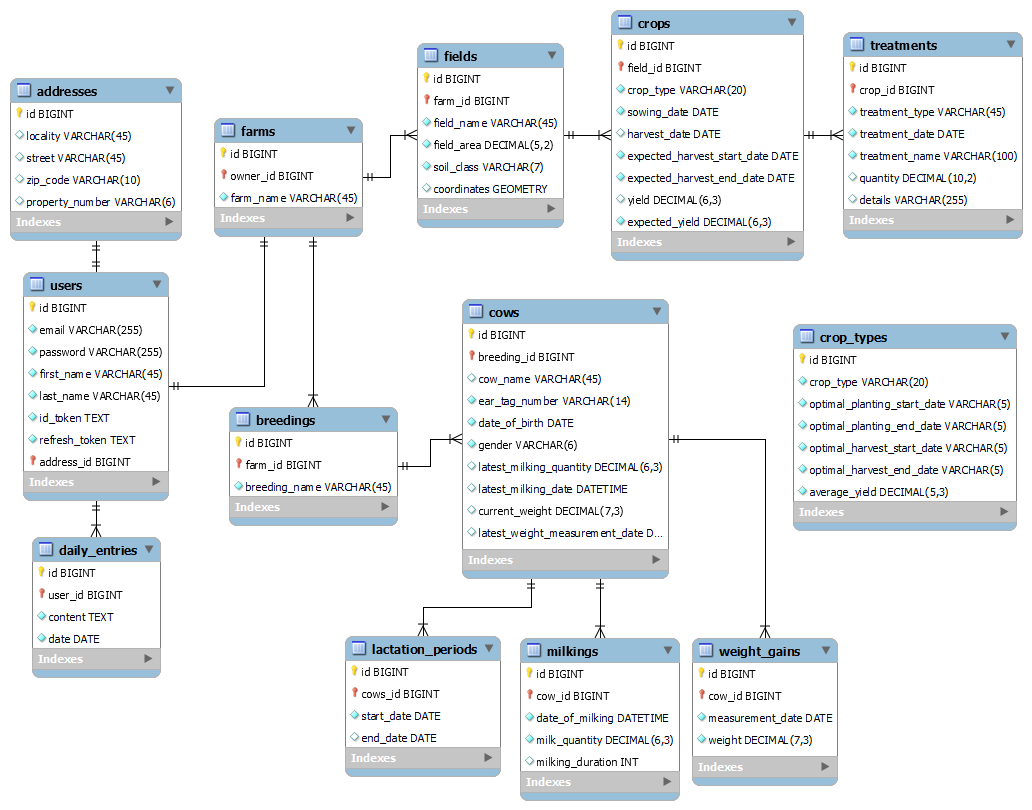 addresses
id BIGINT
locality VARCHAR(45)
street VARCHAR(45)
zip_code VARCHAR(10)
property_number VARCHAR(6)
Indexes
users
id BIGINT
email VARCHAR(255)
password VARCHAR(255)
first_name VARCHAR(45)
last_name VARCHAR(45)
id_token TEXT
refresh_token TEXT
address_id BIGINT
Indexes
daily_entries
id BIGINT
user_id BIGINT
content TEXT
date DATE
Indexes
farms
id BIGINT
owner_id BIGINT
farm_name VARCHAR(45)
Indexes
breedings
id BIGINT
farm_id BIGINT
breeding_name VARCHAR(45)
Indexes
fields
id BIGINT
farm_id BIGINT
field_name VARCHAR(45)
field_area DECIMAL(5,2)
soil_class VARCHAR(7)
coordinates GEOMETRY
Indexes
crops
id BIGINT
field_id BIGINT
crop_type VARCHAR(20)
sowing_date DATE
harvest_date DATE
expected_harvest_start_date DATE
expected_harvest_end_date DATE
yield DECIMAL(6,3)
expected_yield DECIMAL(6,3)
Indexes
treatments
id BIGINT
crop_id BIGINT
treatment_type VARCHAR(45)
treatment_date DATE
treatment_name VARCHAR(100)
quantity DECIMAL(10,2)
details VARCHAR(255)
Indexes
cows
id BIGINT
breeding_id BIGINT
cow_name VARCHAR(45)
ear_tag_number VARCHAR(14)
date_of_birth DATE
gender VARCHAR(6)
latest_milking_quantity DECIMAL(6,3)
latest_milking_date DATETIME
current_weight DECIMAL(7,3)
latest_weight_measurement_date D...
Indexes
crop_types
id BIGINT
crop_type VARCHAR(20)
optimal_planting_start_date VARCHAR(5)
optimal_planting_end_date VARCHAR(5)
optimal_harvest_start_date VARCHAR(5)
optimal_harvest_end_date VARCHAR(5)
average_yield DECIMAL(5,3)
Indexes
lactation_periods
id BIGINT
cows_id BIGINT
start_date DATE
end_date DATE
Indexes
milkings
id BIGINT
cow_id BIGINT
date_of_milking DATETIME
milk_quantity DECIMAL(6,3)
milking_duration INT
Indexes
weight_gains
id BIGINT
cow_id BIGINT
measurement_date DATE
weight DECIMAL(7,3)
Indexes